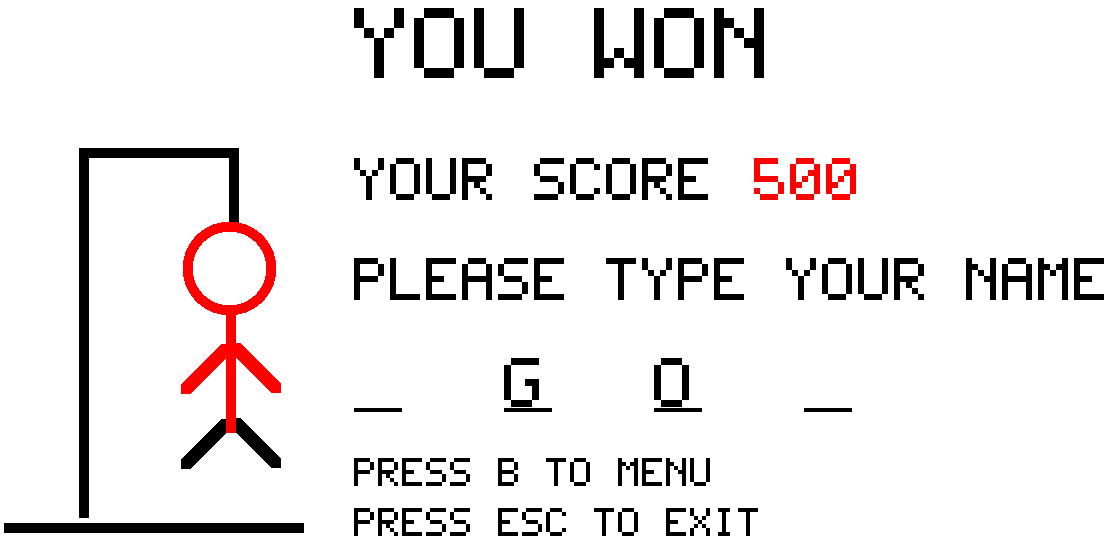 YOU WON
YOUR SCORE 500
PLEASE TYPE YOUR NAME
_ G O _
PRESS B TO MENU
PRESS ESC TO EXIT